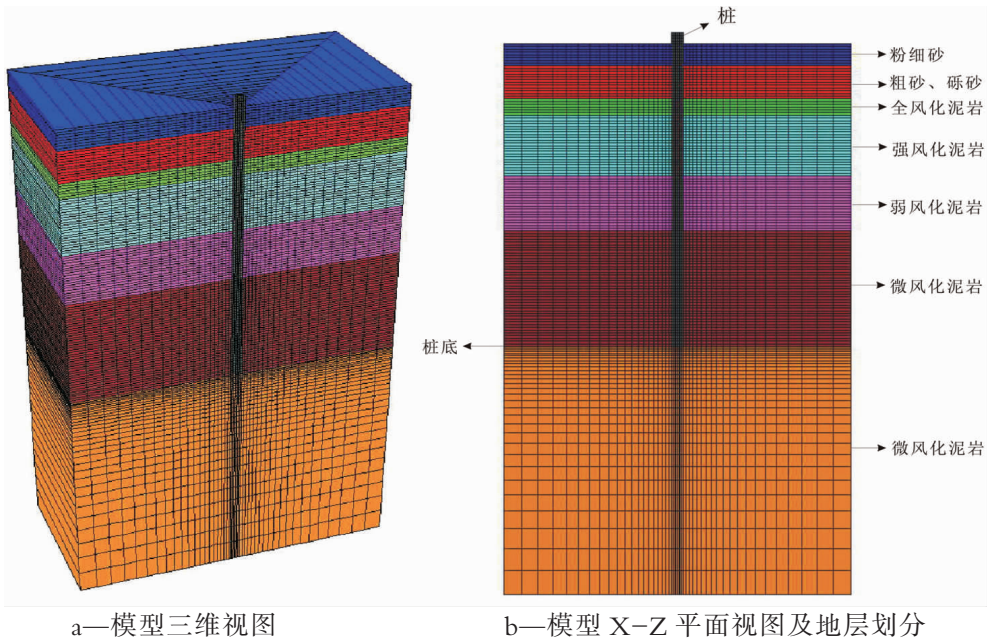 桩
粉细砂
粗砂、砾砂
全风化泥岩
强风化泥岩
弱风化泥岩
微风化泥岩
桩底
微风化泥岩
a—模型三维视图
b—模型 X-Z 平面视图及地层划分